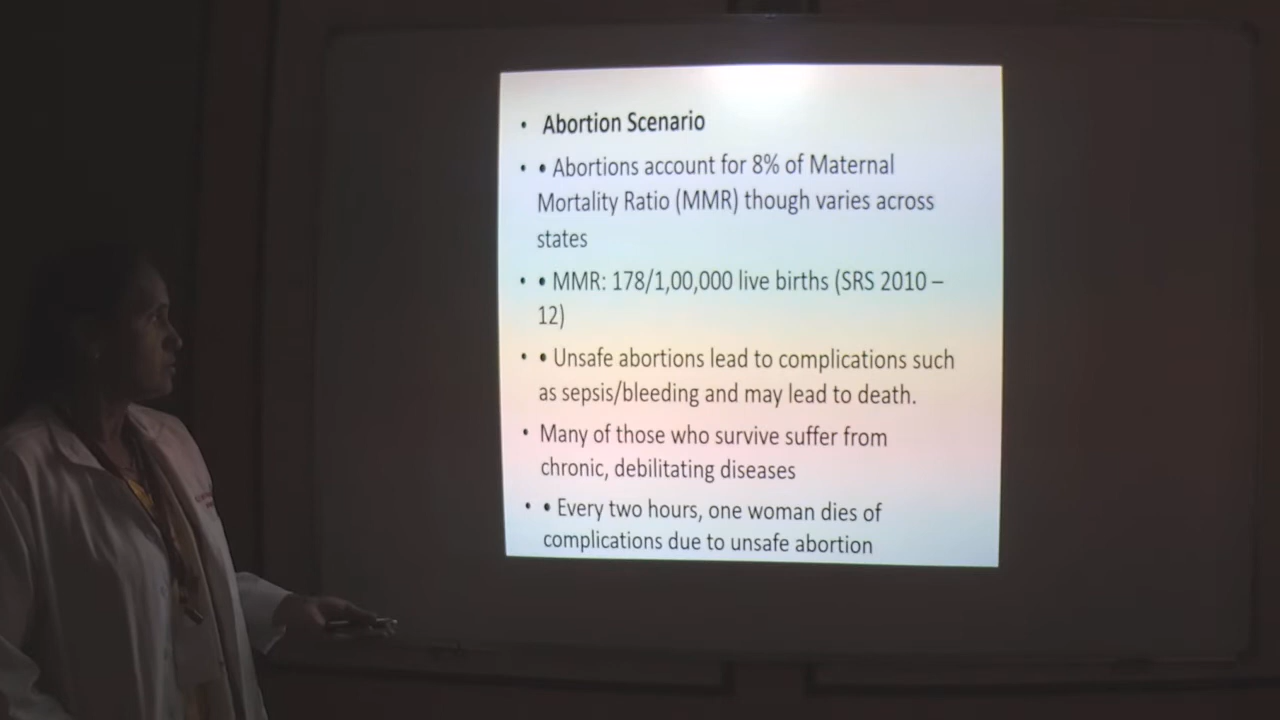 • Abortion Scenario
• • Abortions account for 8% of Maternal
Mortality Ratio (MMR) though varies across
states
• • MMR: 178/1,00,000 live births (SRS 2010 –
12)
• • Unsafe abortions lead to complications such
as sepsis/bleeding and may lead to death.
• Many of those who survive suffer from
chronic, debilitating diseases
• • Every two hours, one woman dies of
complications due to unsafe abortion